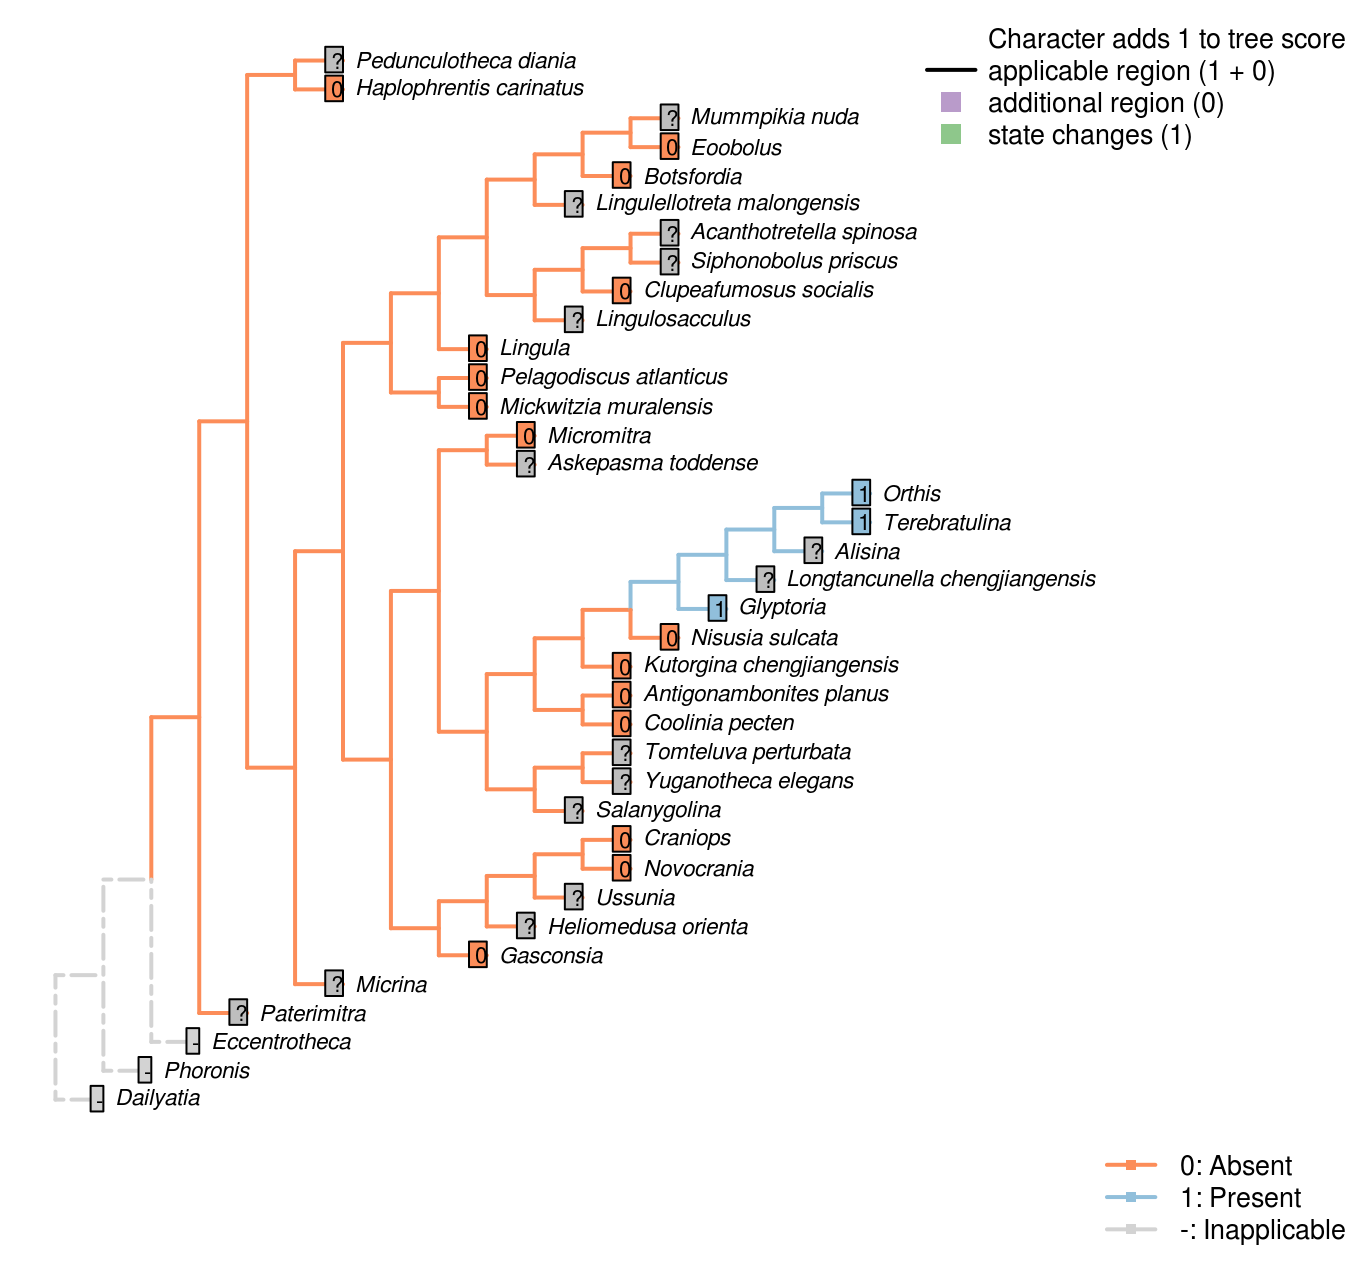 Character adds 1 to tree score
applicable region (1 + 0)
additional region (0)
state changes (1)
? Pedunculotheca diania
0 Haplophrentis carinatus
? Mummpikia nuda
0 Eoobolus
0 Botsfordia
? Lingulellotreta malongensis
? Acanthotretella spinosa
? Siphonobolus priscus
0 Clupeafumosus socialis
? Lingulosacculus
0 Lingula
0 Pelagodiscus atlanticus
0 Mickwitzia muralensis
0 Micromitra
? Askepasma toddense
1 Orthis
1 Terebratulina
? Alisina
? Longtancunella chengjiangensis
1 Glyptoria
0 Nisusia sulcata
0 Kutorgina chengjiangensis
0 Antigonambonites planus
0 Coolinia pecten
? Tomteluva perturbata
? Yuganotheca elegans
? Salanygolina
0 Craniops
0 Novocrania
? Ussunia
? Heliomedusa orienta
0 Gasconsia
? Micrina
? Paterimitra
- Eccentrotheca
- Phoronis
- Dailyatia
0: Absent
1: Present
-: Inapplicable